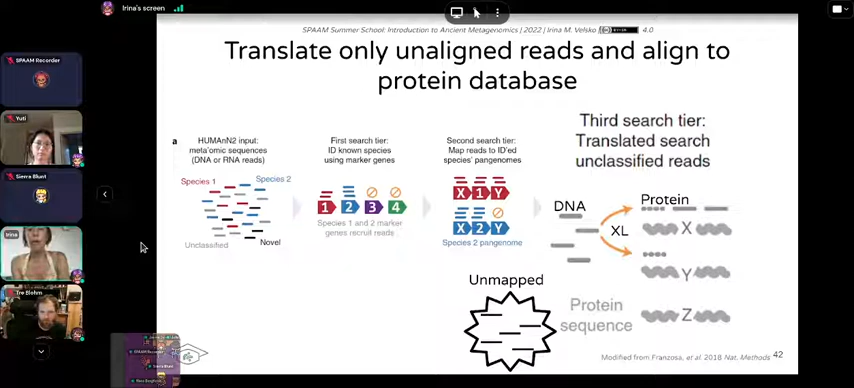 Irina's screen
SPAAM Summer School: Introduction to Ancient Metagenomics | 2022 | Irina M. Velsko
4.0
Translate only unaligned reads and align to
protein database
SPAAM Recorder
Yuti
Sierra Blunt
Irina
Tre Blohm
a
HUMAnN2 input:
meta'omic sequences
(DNA or RNA reads)
Species 1
Species 2
Unclassified
Novel
First search tier:
ID known species
using marker genes
1 2 3 4
Species 1 and 2 marker
genes recruit reads
Second search tier:
Map reads to ID'ed
species' pangenomes
X 1 Y
X 2 Y
Species 2 pangenome
Third search tier:
Translated search
unclassified reads
DNA
XL
Protein
X
Y
Z
Unmapped
Protein
sequence
Modified from Franzosa, et al. 2018 Nat. Methods
42